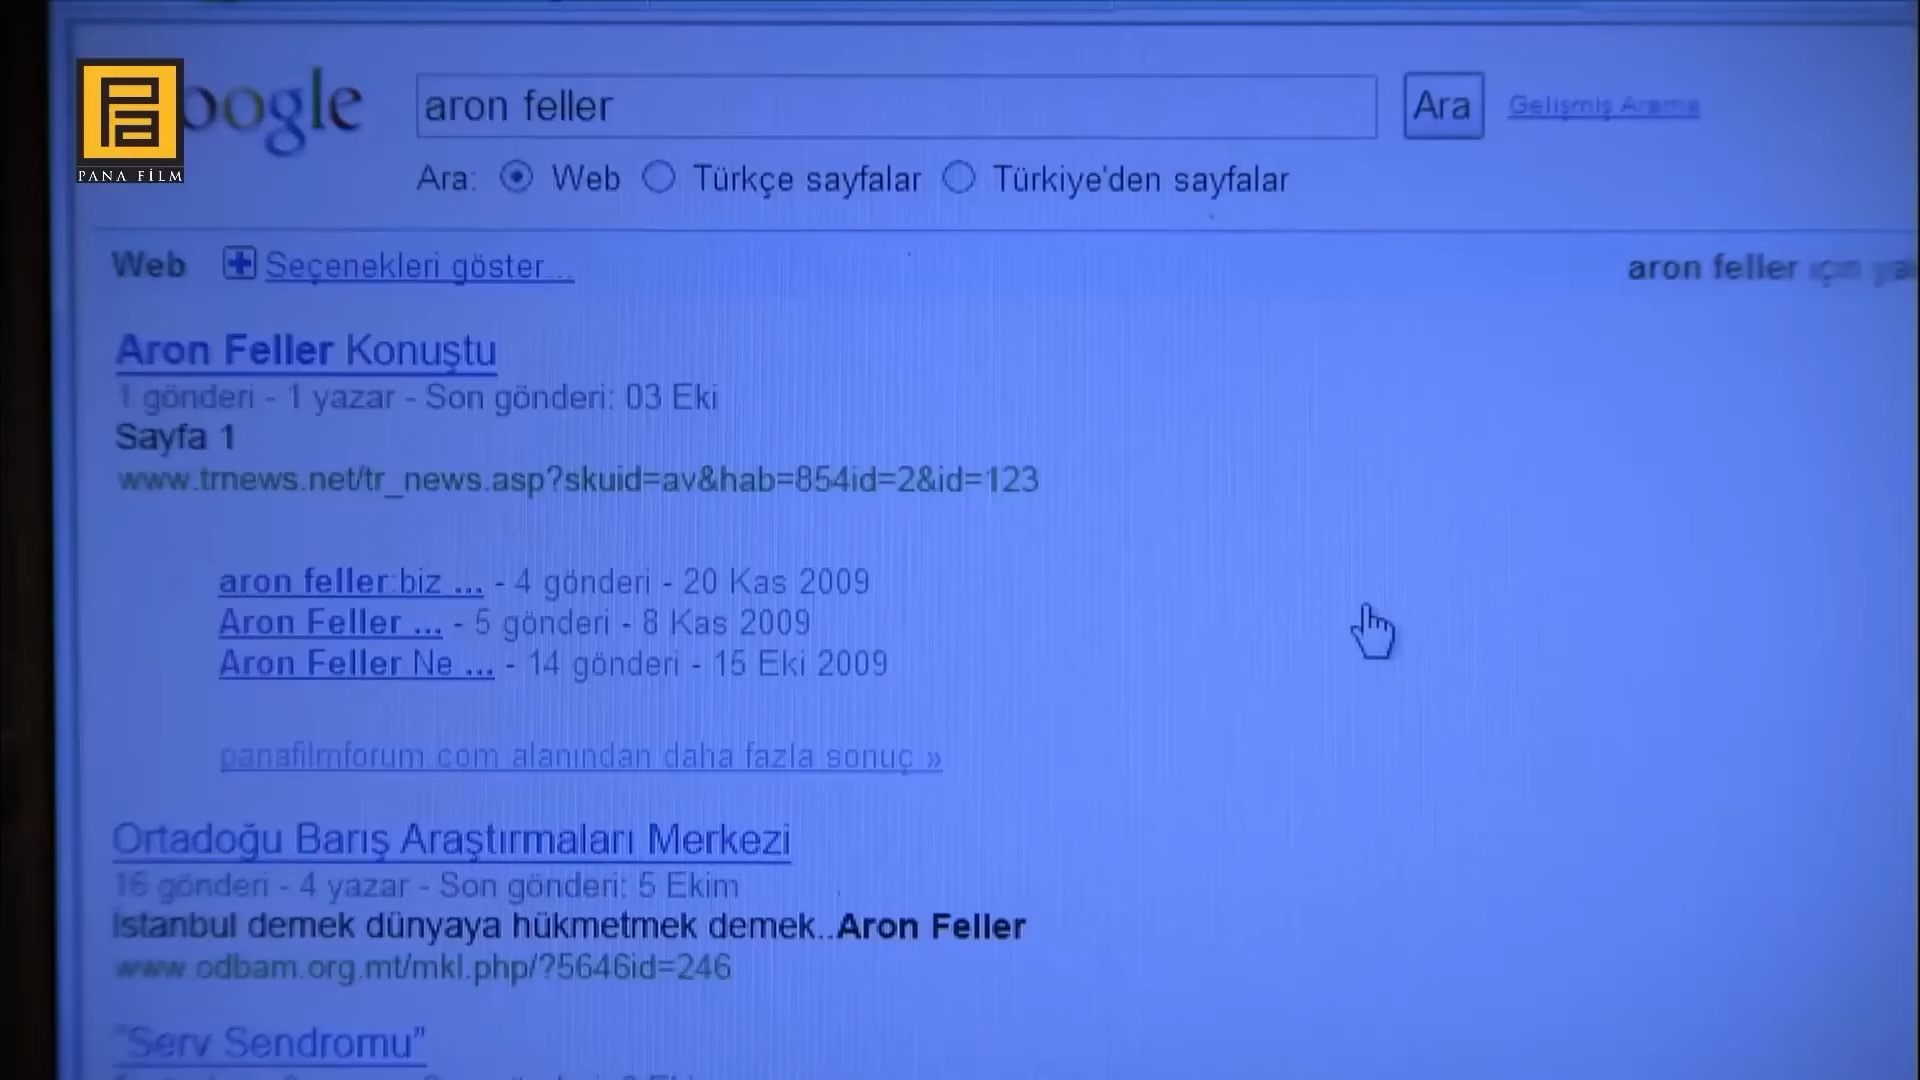 oogle
aron feller
Ara
Gelişmiş Arama
PANA FİLM
Ara: Web Türkçe sayfalar Türkiye'den sayfalar
Web Seçenekleri göster...
aron feller için
Aron Feller Konuştu
1 gönderi - 1 yazar - Son gönderi: 03 Eki
Sayfa 1
www.trnews.net/tr_news.asp?skuid=av&hab=854id=2&id=123
aron feller biz ... - 4 gönderi - 20 Kas 2009
Aron Feller ... - 5 gönderi - 8 Kas 2009
Aron Feller Ne ... - 14 gönderi - 15 Eki 2009
panafilmforum.com alanından daha fazla sonuç »
Ortadoğu Barış Araştırmaları Merkezi
16 gönderi - 4 yazar - Son gönderi: 5 Ekim
İstanbul demek dünyaya hükmetmek demek..Aron Feller
www.odbam.org.mt/mkl.php/?5646id=246
"Serv Sendromu"